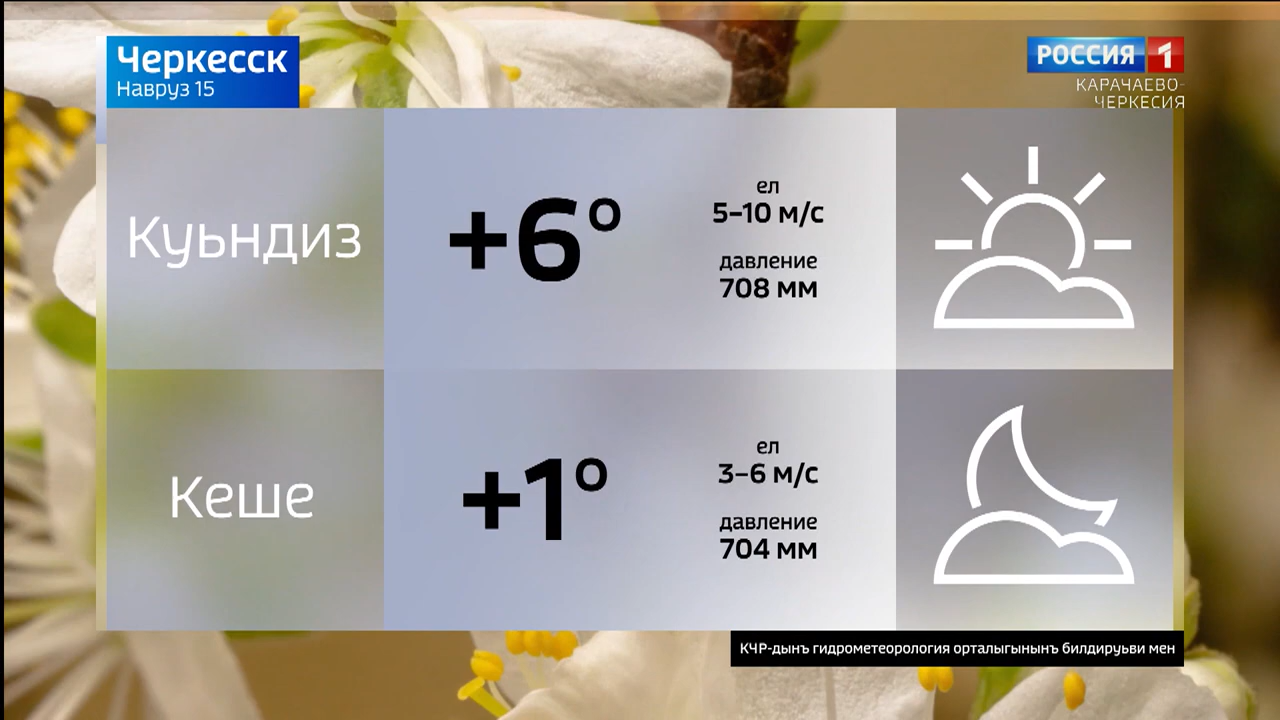 Черкесск
Навруз 15
РОССИЯ 1
КАРАЧАЕВО-
ЧЕРКЕСИЯ
Куьндиз
+6°
ел
5-10 м/с
давление
708 мм
Кеше
+1°
ел
3-6 м/с
давление
704 мм
КЧР-дынъ гидрометеорология орталыгынынъ билдируьви мен